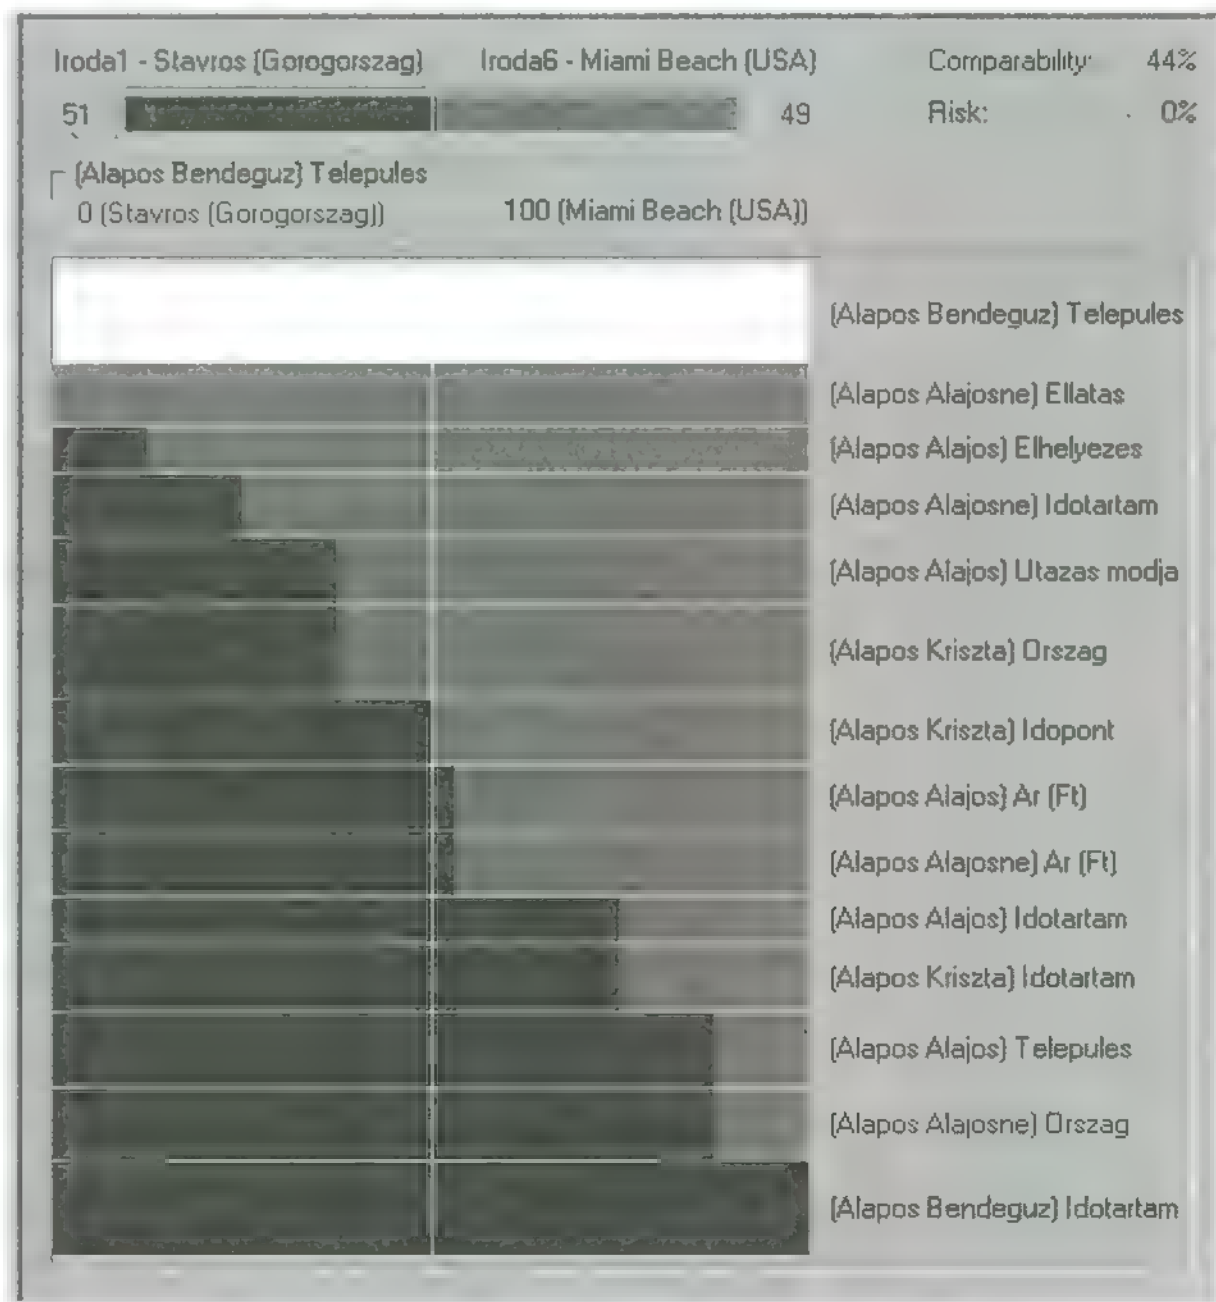 Iroda1 - Stavros (Gorogorszag) Iroda6 - Miami Beach (USA) Comparability: 44%
51 49 Risk: 0%
(Alapos Bendeguz) Telepules
0 (Stavros (Gorogorszag)) 100 (Miami Beach (USA))
(Alapos Bendeguz) Telepules
(Alapos Alajosne) Ellatas
(Alapos Alajos) Elhelyezes
(Alapos Alajosne) Idotartam
(Alapos Alajos) Utazas modja
(Alapos Kriszta) Orszag
(Alapos Kriszta) Idopont
(Alapos Alajos) Ar (Ft)
(Alapos Alajosne) Ar (Ft)
(Alapos Alajos) Idotartam
(Alapos Kriszta) Idotartam
(Alapos Alajos) Telepules
(Alapos Alajosne) Orszag
(Alapos Bendeguz) Idotartam